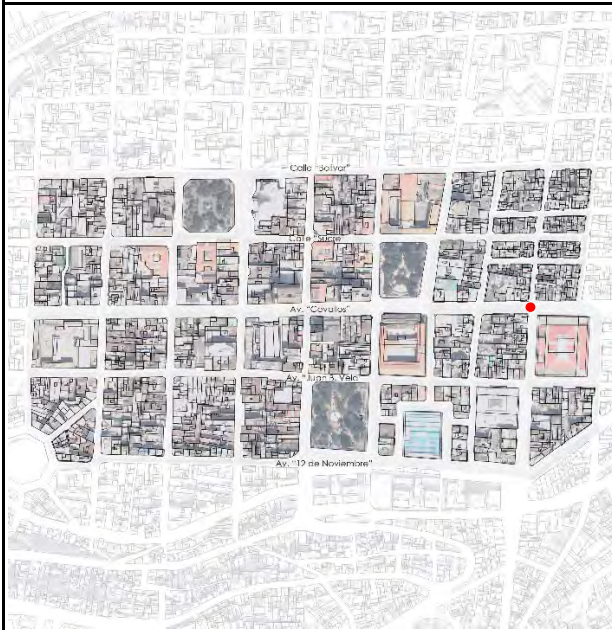 Calle "Bolívar"
Calle "Sucre"
Av. "Cevallos"
Av. "Juan B. Vela"
Av. "12 de Noviembre"